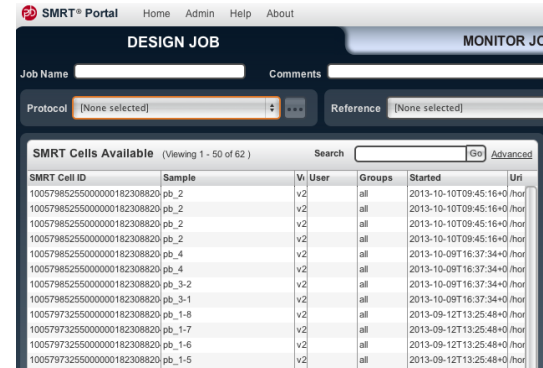 SMRT® Portal Home Admin Help About
DESIGN JOB MONITOR JO
Job Name Comments
Protocol [None selected] ... Reference [None selected]
SMRT Cells Available (Viewing 1 - 50 of 62 ) Search Go Advanced
SMRT Cell ID Sample Ve User Groups Started Uri
10057985255000000182308820 pb_2 v2 all 2013-10-10T09:45:16+0 /hor
10057985255000000182308820 pb_2 v2 all 2013-10-10T09:45:16+0 /hor
10057985255000000182308820 pb_2 v2 all 2013-10-10T09:45:16+0 /hor
10057985255000000182308820 pb_2 v2 all 2013-10-10T09:45:16+0 /hor
10057985255000000182308820 pb_4 v2 all 2013-10-09T16:37:34+0 /hor
10057985255000000182308820 pb_4 v2 all 2013-10-09T16:37:34+0 /hor
10057985255000000182308820 pb_3-2 v2 all 2013-10-09T16:37:34+0 /hor
10057985255000000182308820 pb_3-1 v2 all 2013-10-09T16:37:34+0 /hor
10057973255000000182308820 pb_1-8 v2 all 2013-09-12T13:25:48+0 /hor
10057973255000000182308820 pb_1-7 v2 all 2013-09-12T13:25:48+0 /hor
10057973255000000182308820 pb_1-6 v2 all 2013-09-12T13:25:48+0 /hor
10057973255000000182308820 pb_1-5 v2 all 2013-09-12T13:25:48+0 /hor